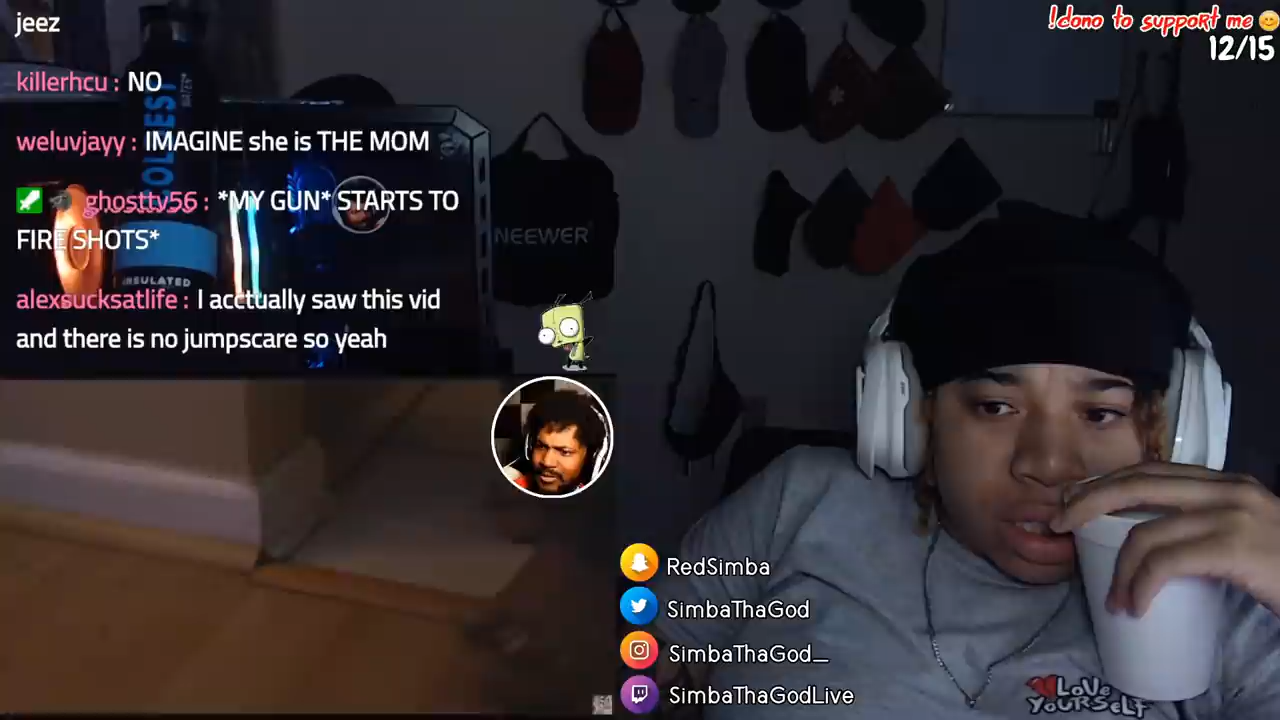 jeez
!dono to support me 😊
12/15
killerhcu : NO
weluvjayy : IMAGINE she is THE MOM
ghosttv56 : *MY GUN* STARTS TO
FIRE SHOTS*
alexsucksatlife : I acctually saw this vid
and there is no jumpscare so yeah
NEEWER
INSULATED
RedSimba
SimbaThaGod
SimbaThaGod_
SimbaThaGodLive
LOVE
YOURSELF